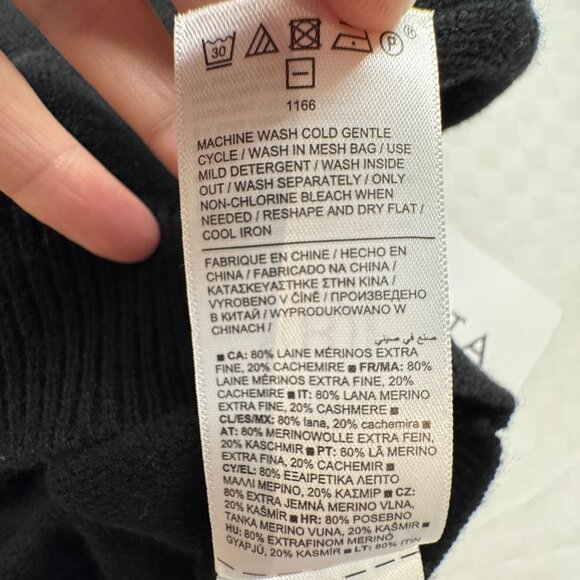 30 P ®
1166
MACHINE WASH COLD GENTLE
CYCLE / WASH IN MESH BAG / USE
MILD DETERGENT / WASH INSIDE
OUT / WASH SEPARATELY / ONLY
NON-CHLORINE BLEACH WHEN
NEEDED / RESHAPE AND DRY FLAT /
COOL IRON
FABRIQUE EN CHINE / HECHO EN
CHINA / FABRICADO NA CHINA /
ΚΑΤΑΣΚΕΥΑΣΤΗΚΕ ΣΤΗΝ ΚΙΝΑ /
VYROBENO V ČÍNĚ / ПРОИЗВЕДЕНО
В КИТАЙ / WYPRODUKOWANO W
CHINACH /
صنع في صيني
CA: 80% LAINE MÉRINOS EXTRA
FINE, 20% CACHEMIRE FR/MA: 80%
LAINE MÉRINOS EXTRA FINE, 20%
CACHEMIRE IT: 80% LANA MERINO
EXTRA FINE, 20% CASHMERE
CL/ES/MX: 80% lana, 20% cachemira
AT: 80% MERINOWOLLE EXTRA FEIN,
20% KASCHMIR PT: 80% LÃ MERINO
EXTRA FINA, 20% CACHEMIR
CY/EL: 80% ΕΞΑΙΡΕΤΙΚΑ ΛΕΠΤΟ
ΜΑΛΛΙ ΜΕΡΙΝΟ, 20% ΚΑΣΜΙΡ CZ:
80% EXTRA JEMNÁ MERINO VLNA,
20% KAŠMÍR HR: 80% POSEBNO
TANKA MERINO VUNA, 20% KAŠMIR
HU: 80% EXTRAFINOM MERINÓ
GYAPJÚ, 20% KASMÍR LT: 80% ITIN
TA